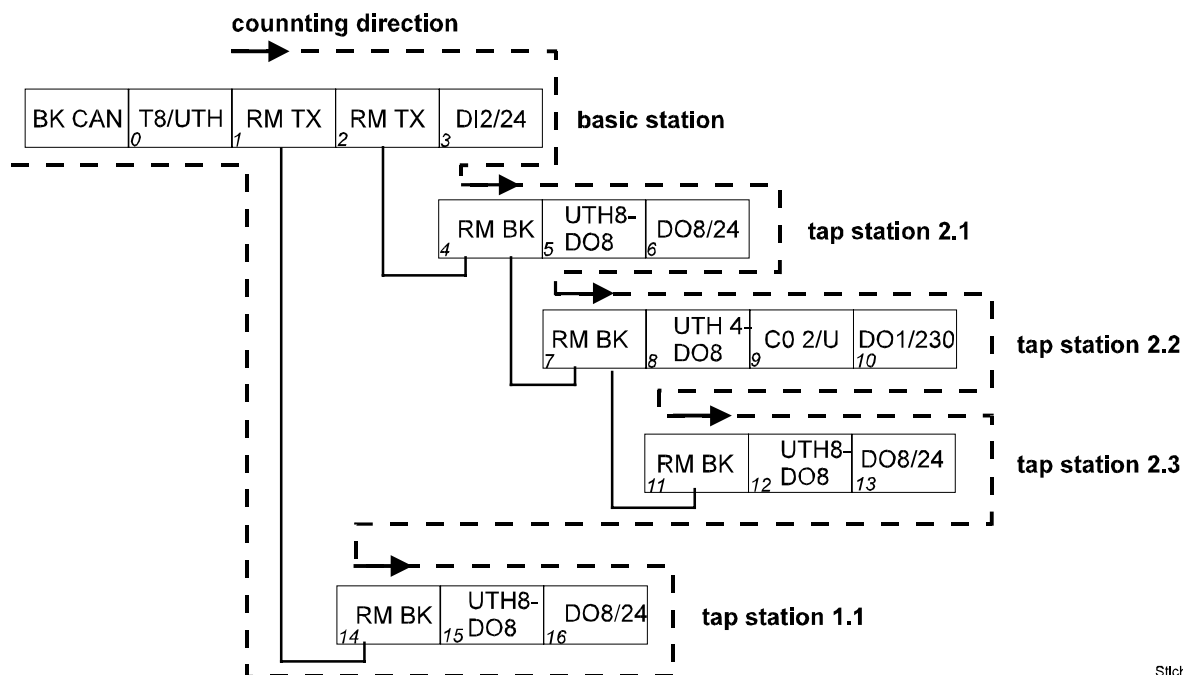 counnting direction
BK CAN T8/UTH RM TX RM TX DI2/24 basic station
0 1 2 3
RM BK UTH8-DO8 DO8/24 tap station 2.1
4 5 6
RM BK UTH 4-DO8 C0 2/U DO1/230 tap station 2.2
7 8 9 10
RM BK UTH8-DO8 DO8/24 tap station 2.3
11 12 13
RM BK UTH8-DO8 DO8/24 tap station 1.1
14 15 16